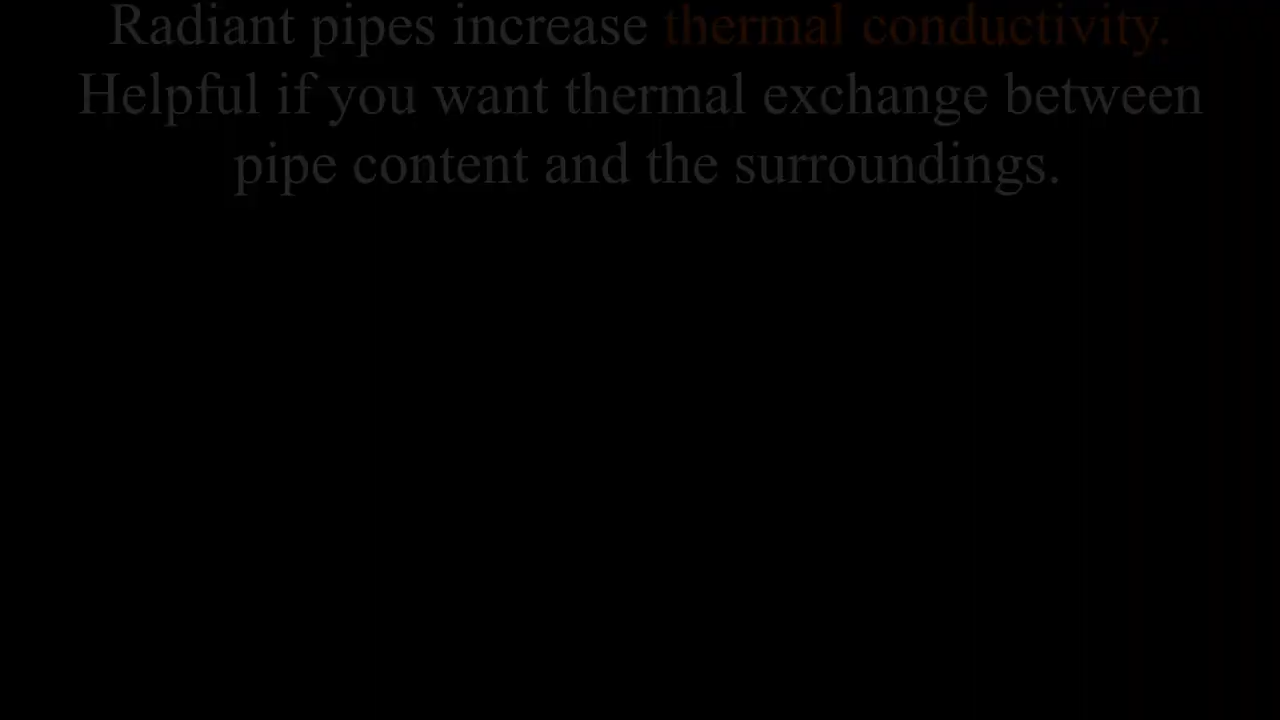 Radiant pipes increase thermal conductivity.
Helpful if you want thermal exchange between
pipe content and the surroundings.